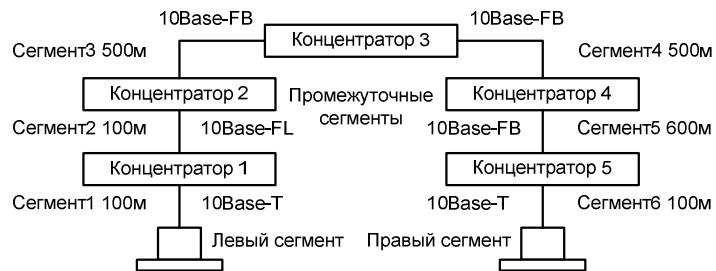 10Base-FB
10Base-FB
Сегмент3 500м
Концентратор 3
Сегмент4 500м
Концентратор 2
Промежуточные
сегменты
Концентратор 4
Сегмент2 100м
10Base-FL
10Base-FB
Сегмент5 600м
Концентратор 1
Концентратор 5
Сегмент1 100м
10Base-T
10Base-T
Сегмент6 100м
Левый сегмент
Правый сегмент